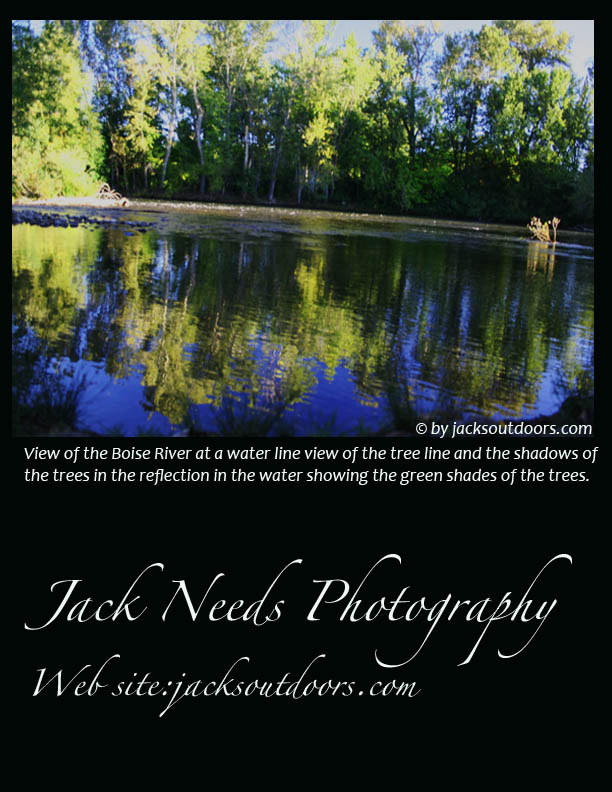 © by jacksoutdoors.com
View of the Boise River at a water line view of the tree line and the shadows of
the trees in the reflection in the water showing the green shades of the trees.
Jack Needs Photography
Web site:jacksoutdoors.com